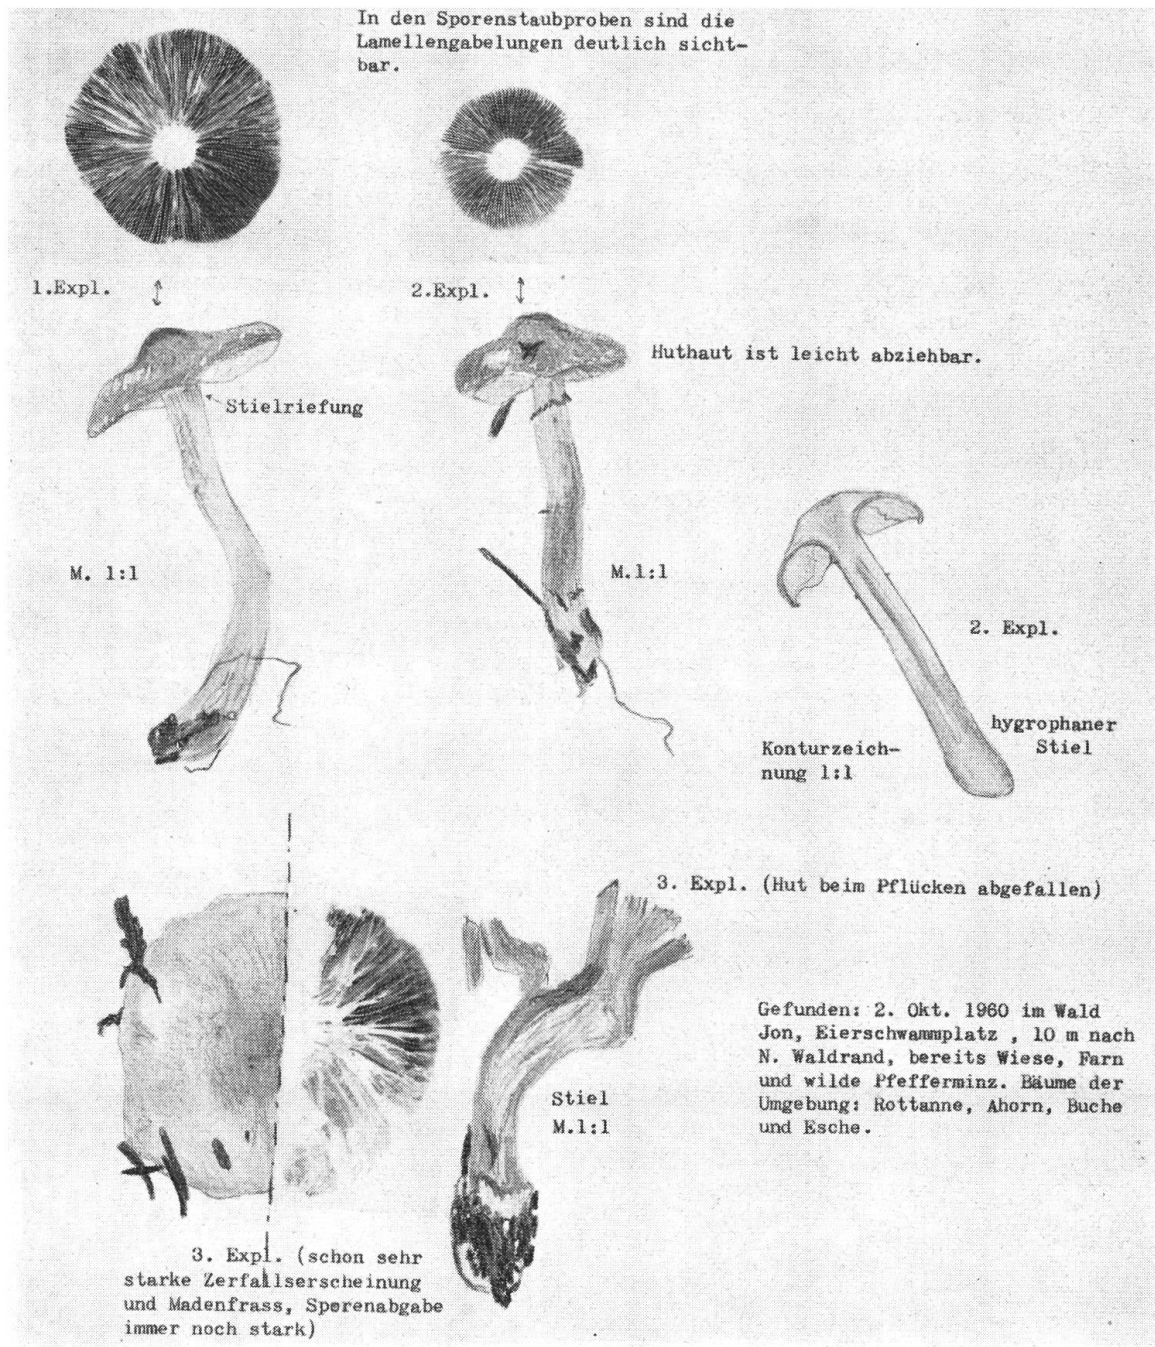 In den Sporenstaubproben sind die
Lamellengabelungen deutlich sicht-
bar.
1.Expl.
2.Expl.
Huthaut ist leicht abziehbar.
Stielriefung
M. 1:1
M.1:1
2. Expl.
hygrophaner
Stiel
Konturzeich-
nung 1:1
3. Expl. (Hut beim Pflücken abgefallen)
Gefunden: 2. Okt. 1960 im Wald
Jon, Eierschwammplatz , 10 m nach
N. Waldrand, bereits Wiese, Farn
und wilde Pfefferminz. Bäume der
Umgebung: Rottanne, Ahorn, Buche
und Esche.
Stiel
M.1:1
3. Expl. (schon sehr
starke Zerfallserscheinung
und Madenfrass, Sporenabgabe
immer noch stark)